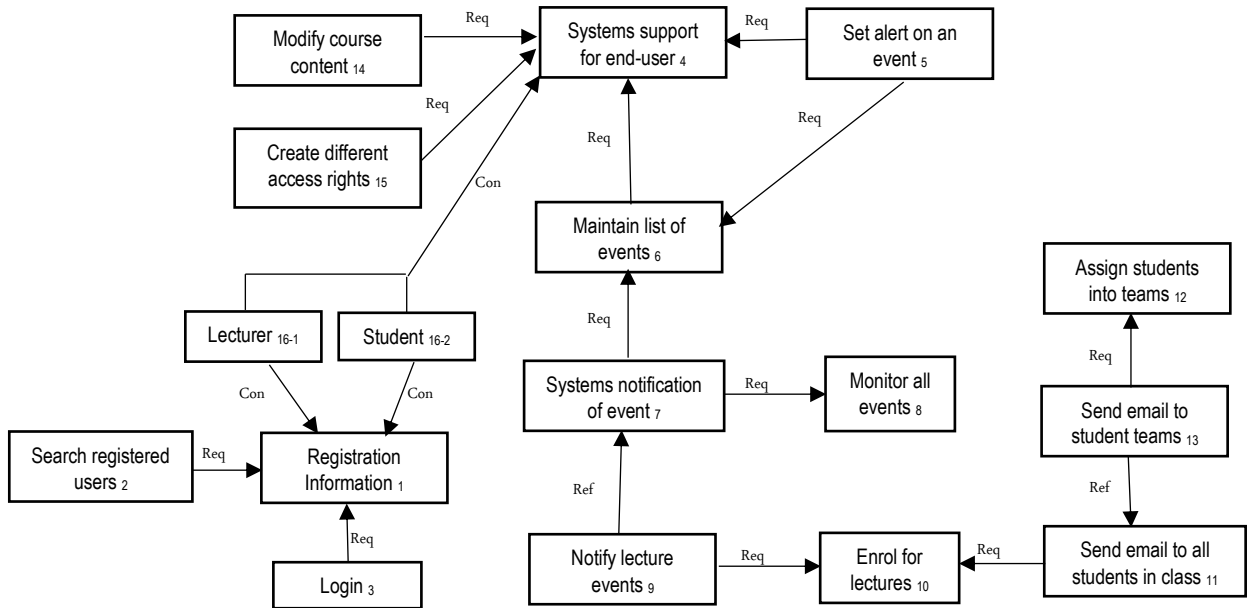 Modify course
content 14
Req
Systems support
for end-user 4
Req
Set alert on an
event 5
Req
Create different
access rights 15
Con
Req
Req
Maintain list of
events 6
Assign students
into teams 12
Lecturer 16-1
Student 16-2
Req
Req
Con
Con
Systems notification
of event 7
Req
Monitor all
events 8
Send email to
student teams 13
Search registered
users 2
Req
Registration
Information 1
Ref
Ref
Req
Login 3
Notify lecture
events 9
Req
Enrol for
lectures 10
Req
Send email to all
students in class 11